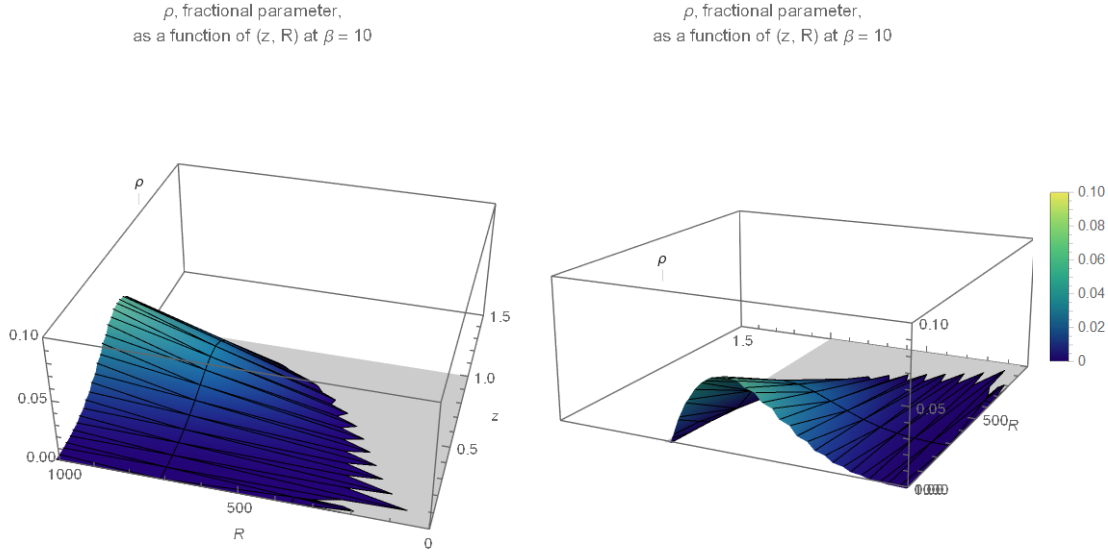 ρ, fractional parameter,
as a function of (z, R) at β = 10
ρ
0.10
0.05
0.00
1000
500
0
R
0.5
1.0
1.5
z
ρ, fractional parameter,
as a function of (z, R) at β = 10
ρ
1.5
0.10
0.05
500
R
0.10
0.08
0.06
0.04
0.02
0